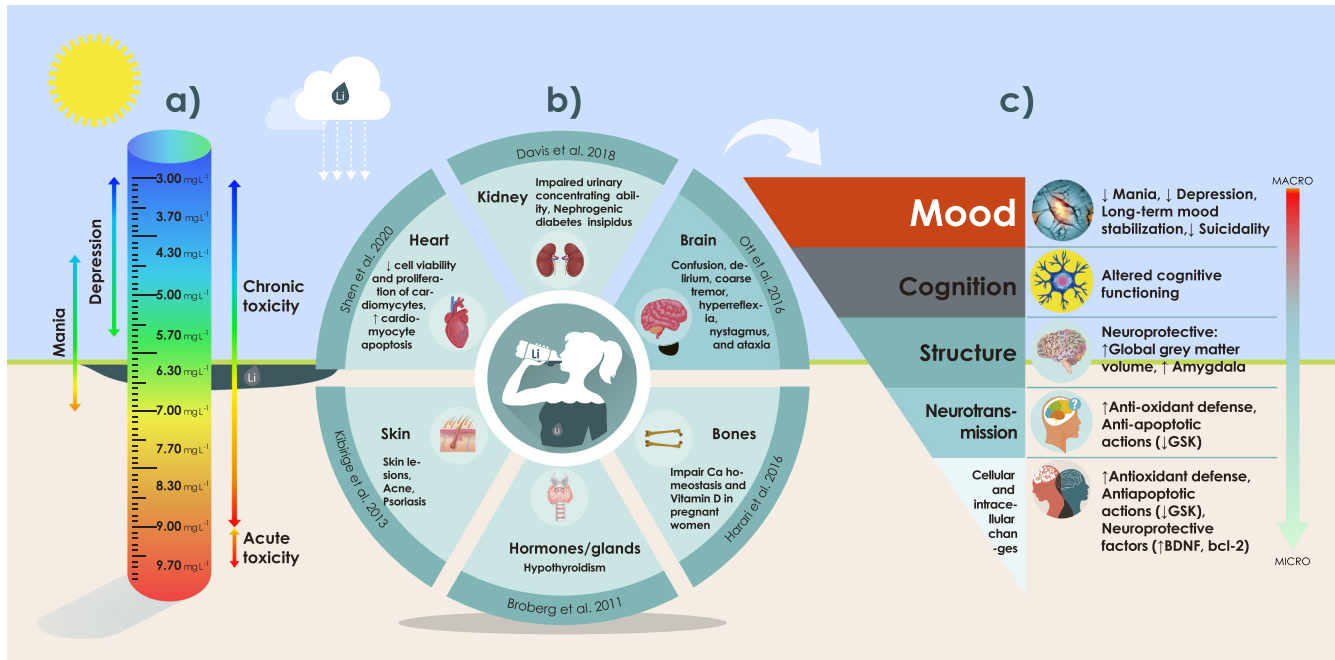 a)
b)
c)
Li
3.00 mgL-1
3.70 mgL-1
4.30 mgL-1
5.00 mgL-1
5.70 mgL-1
6.30 mgL-1
7.00 mgL-1
7.70 mgL-1
8.30 mgL-1
9.00 mgL-1
9.70 mgL-1
Depression
Mania
Chronic
toxicity
Acute
toxicity
Li
Davis et al. 2018
Kidney
Impaired urinary
concentrating abil-
ity, Nephrogenic
diabetes insipidus
Shen et al. 2020
Heart
↓ cell viability
and prolifera-
tion of car-
diomycytes,
↑ cardio-
myocyte
apoptosis
Ott et al. 2016
Brain
Confusion, de-
lirium, coarse
tremor,
hyperreflex-
ia,
nystagmus,
and ataxia
Li
Li
Kibirige et al. 2013
Skin
Skin le-
sions,
Acne,
Psoriasis
Hormones/glands
Hypothyroidism
Broberg et al. 2011
Bones
Impair Ca ho-
meostasis and
Vitamin D in
pregnant
women
Harari et al. 2016
Mood
↓ Mania, ↓ Depression,
Long-term mood
stabilization,↓ Suicidality
Cognition
Altered cognitive
functioning
Structure
Neuroprotective:
↑Global grey matter
volume, ↑ Amygdala
Neurotrans-
mission
?
↑Anti-oxidant defense,
Anti-apoptotic
actions (↓GSK)
Cellular
and
intrace-
llular
chan
-ges
↑Antioxidant defense,
Antiapoptotic
actions (↓GSK),
Neuroprotective
factors (↑BDNF, bcl-2)
MACRO
MICRO